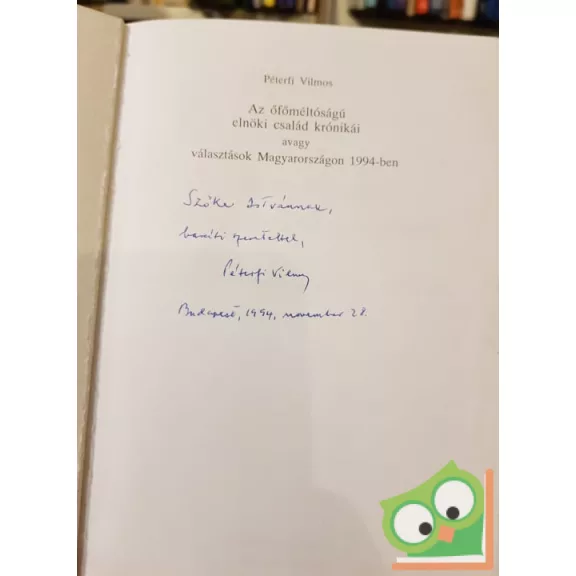 Péterfi Vilmos
Az őfőméltóságú
elnöki család krónikái
avagy
választások Magyarországon 1994-ben
Szőke Istvánnak,
baráti szeretettel,
Péterfi Vilmos
Budapest, 1994. november 28.